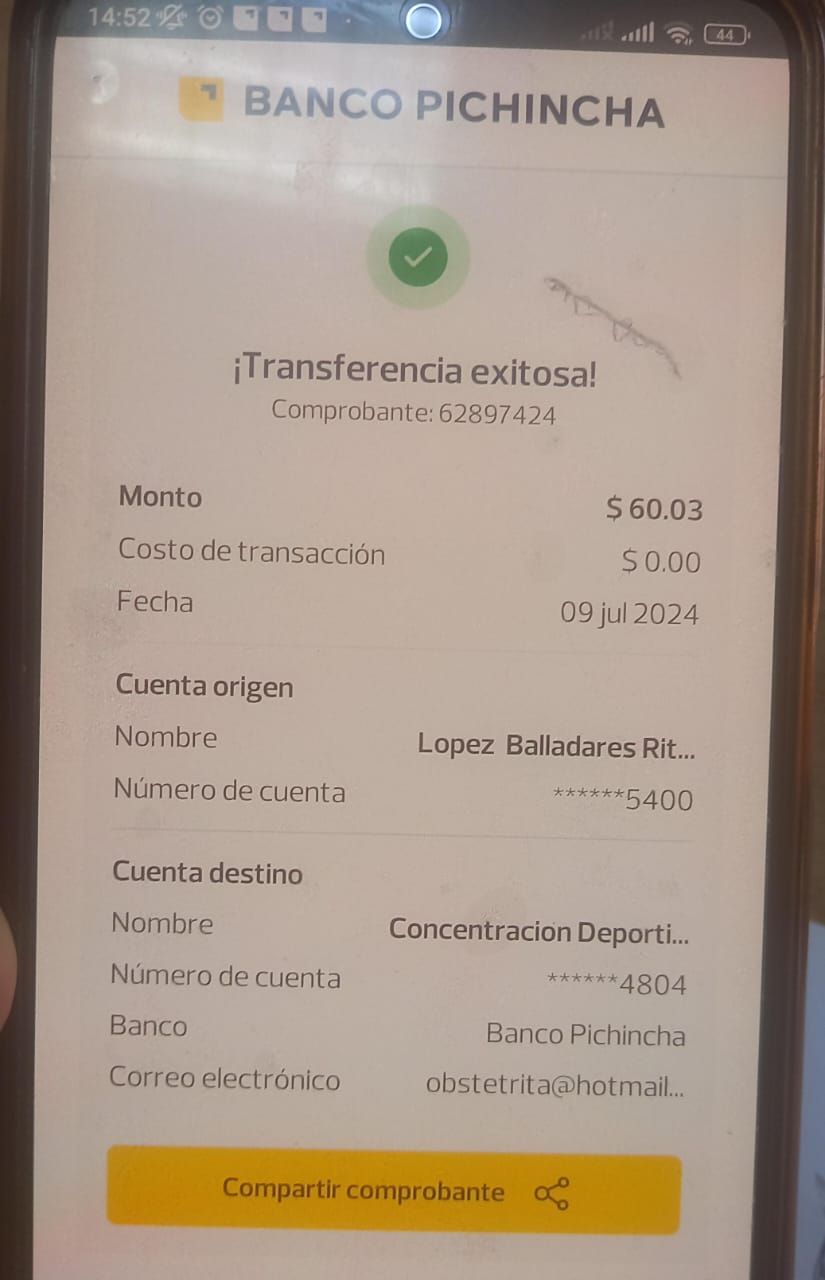 14:52
44
BANCO PICHINCHA
¡Transferencia exitosa!
Comprobante: 62897424
Monto $ 60.03
Costo de transacción $ 0.00
Fecha 09 jul 2024
Cuenta origen
Nombre Lopez Balladares Rit...
Número de cuenta ******5400
Cuenta destino
Nombre Concentracion Deporti...
Número de cuenta ******4804
Banco Banco Pichincha
Correo electrónico obstetrita@hotmail...
Compartir comprobante